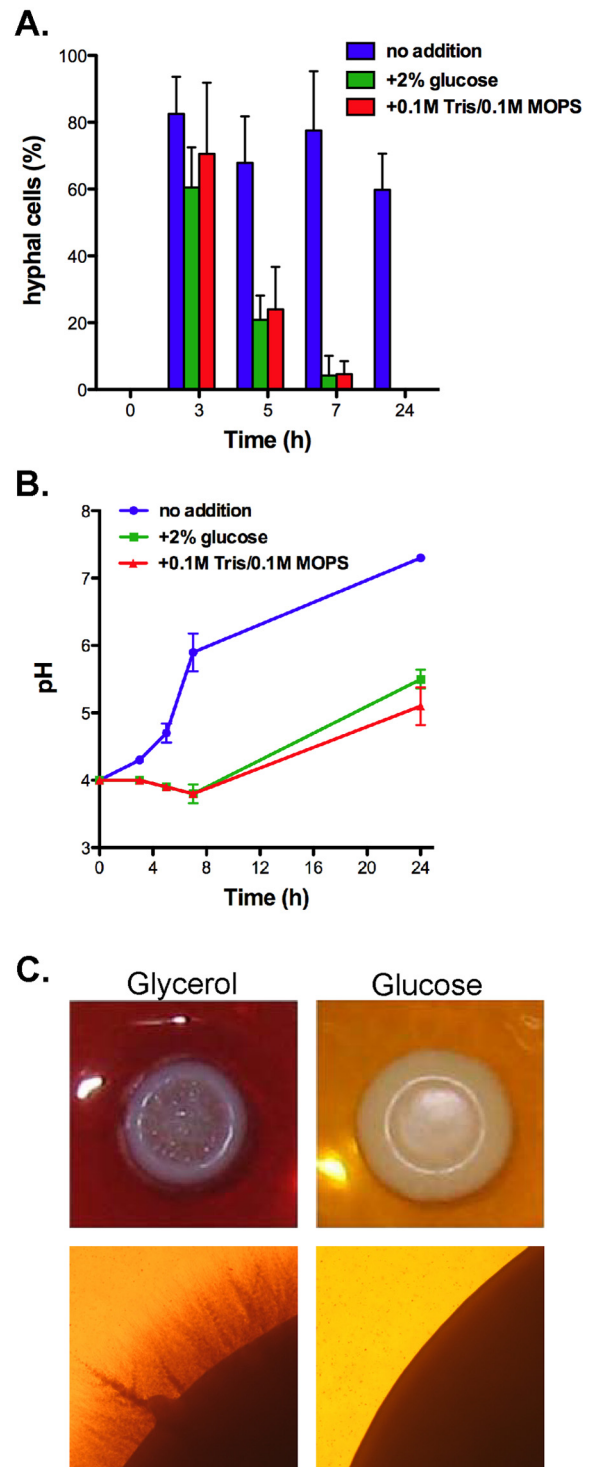 A.
no addition
+2% glucose
+0.1M Tris/0.1M MOPS
hyphal cells (%)
100
80
60
40
20
0
0 3 5 7 24
Time (h)
B.
no addition
+2% glucose
+0.1M Tris/0.1M MOPS
pH
8
7
6
5
4
3
0 4 8 12 16 20 24
Time (h)
C.
Glycerol Glucose